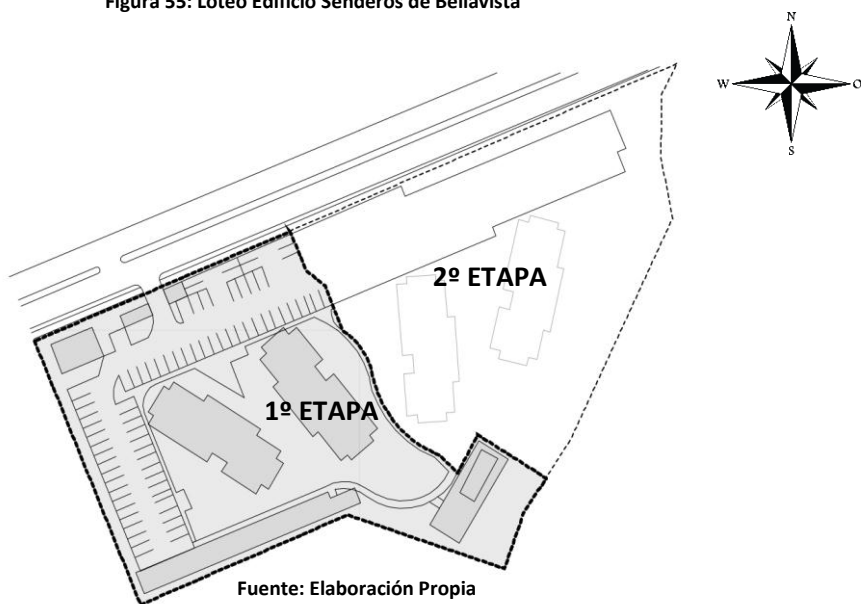 Figura 55: Loteo Edificio Senderos de Bellavista
N
W
O
S
2º ETAPA
1º ETAPA
Fuente: Elaboración Propia